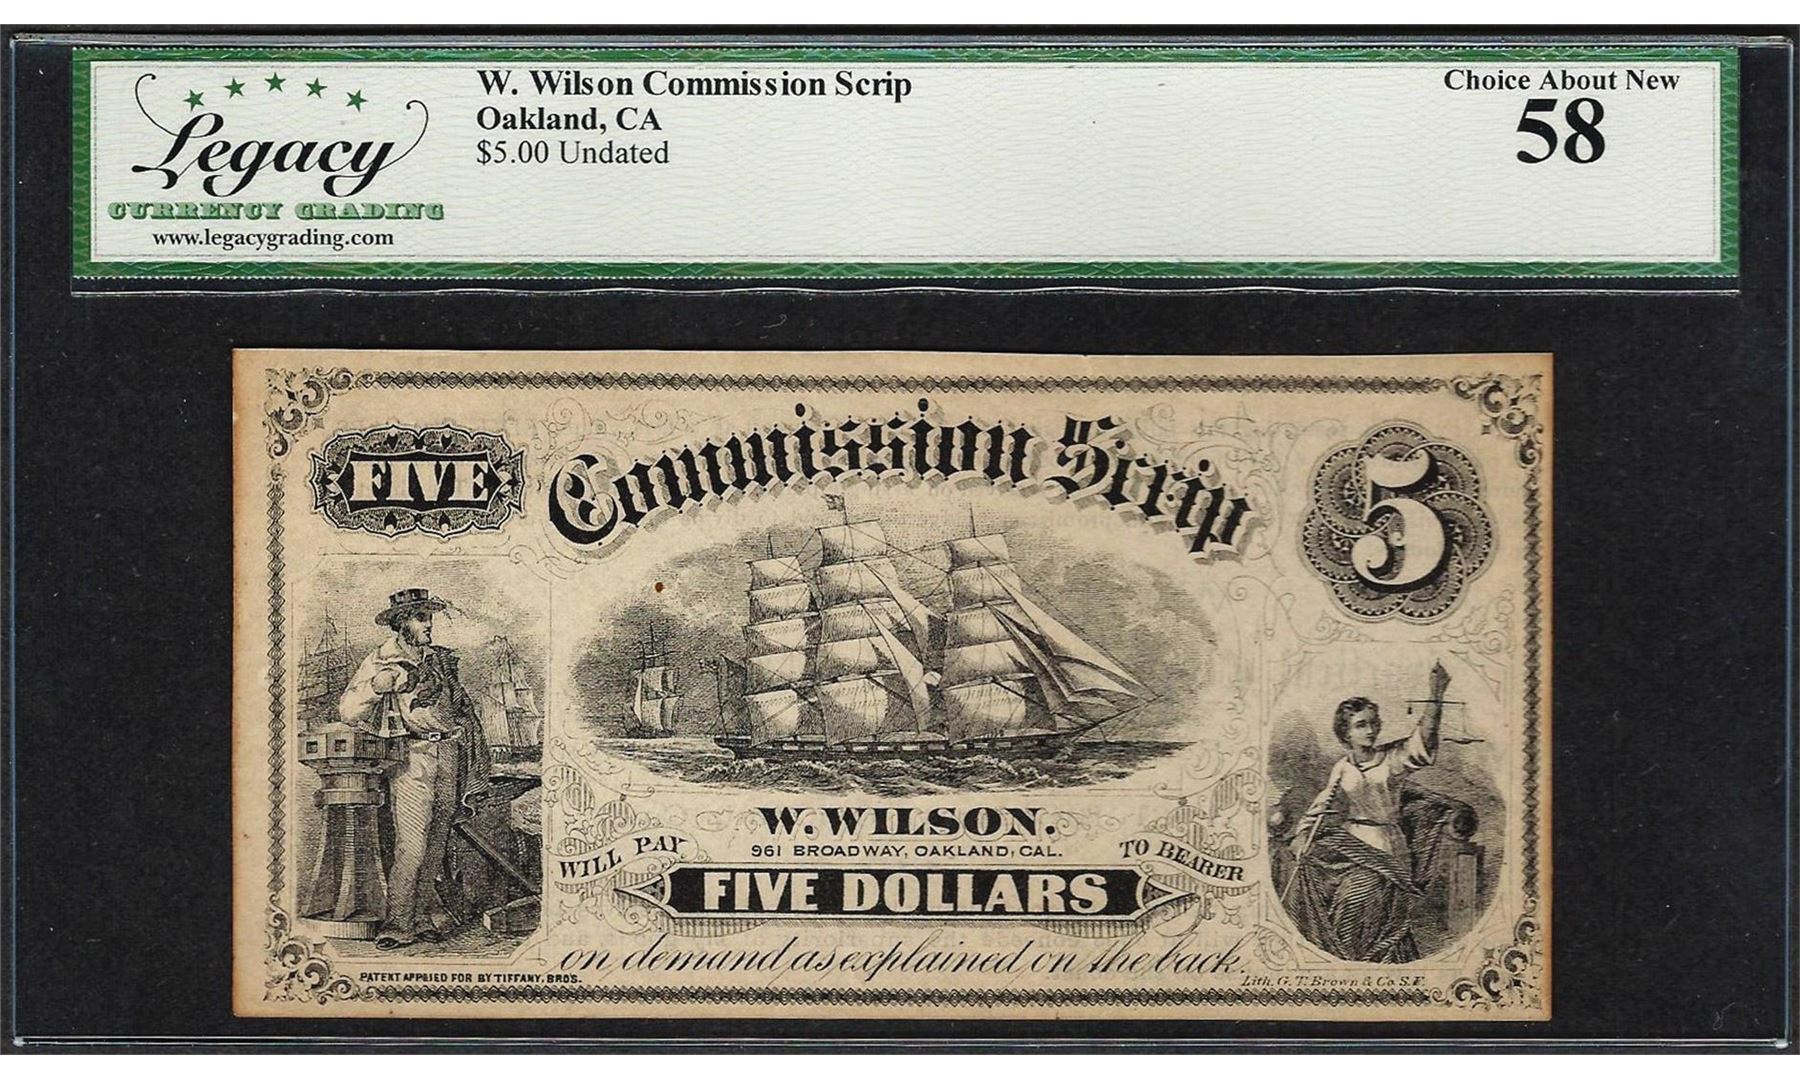 Legacy
CURRENCY GRADING
www.legacygrading.com
W. Wilson Commission Scrip
Oakland, CA
$5.00 Undated
Choice About New
58
FIVE
Commission Scrip
5
W. WILSON.
961 BROADWAY, OAKLAND, CAL.
WILL PAY
TO BEARER
FIVE DOLLARS
on demand as explained on the back.
PATENT APPLIED FOR BY TIFFANY, BROS.
Lith. G. T. Brown & Co S.F.